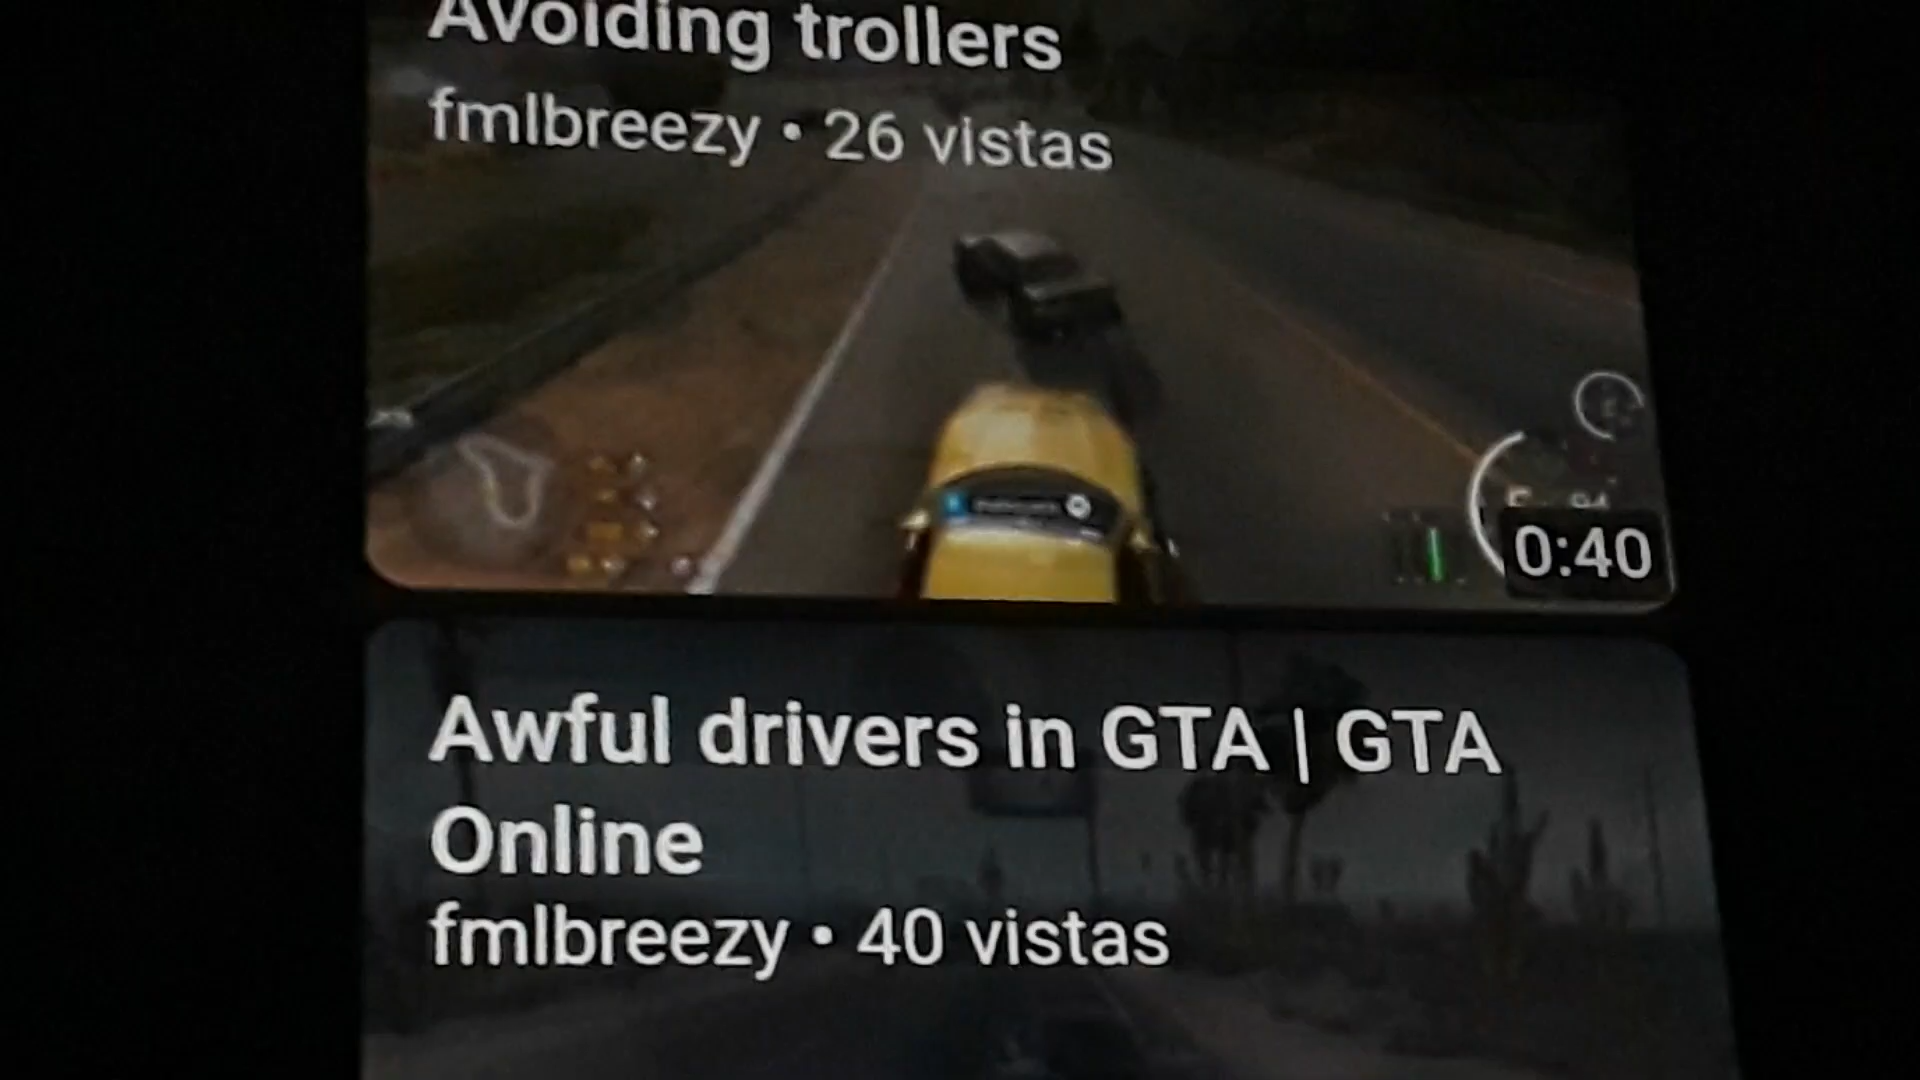 Avoiding trollers
fmlbreezy • 26 vistas
0:40
Awful drivers in GTA | GTA
Online
fmlbreezy • 40 vistas